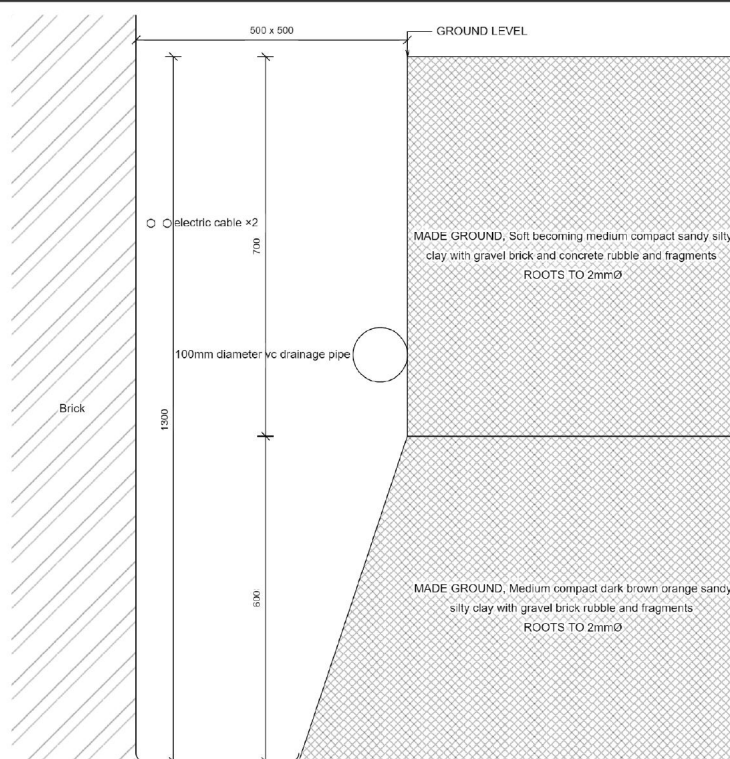 500 x 500
GROUND LEVEL
electric cable ×2
700
MADE GROUND, Soft becoming medium compact sandy silty
clay with gravel brick and concrete rubble and fragments
ROOTS TO 2mmØ
100mm diameter vc drainage pipe
Brick
1300
600
MADE GROUND, Medium compact dark brown orange sandy
silty clay with gravel brick rubble and fragments
ROOTS TO 2mmØ